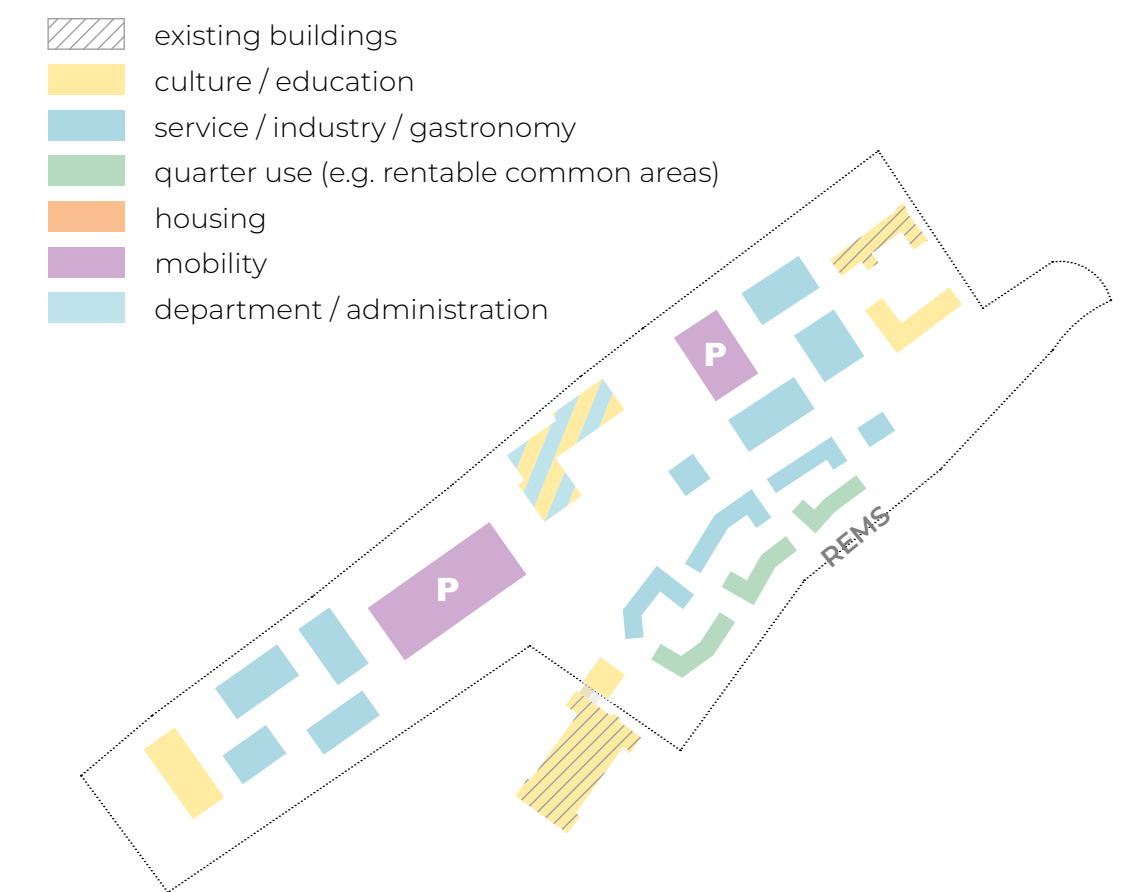 existing buildings
culture / education
service / industry / gastronomy
quarter use (e.g. rentable common areas)
housing
mobility
department / administration
P
REMS
P